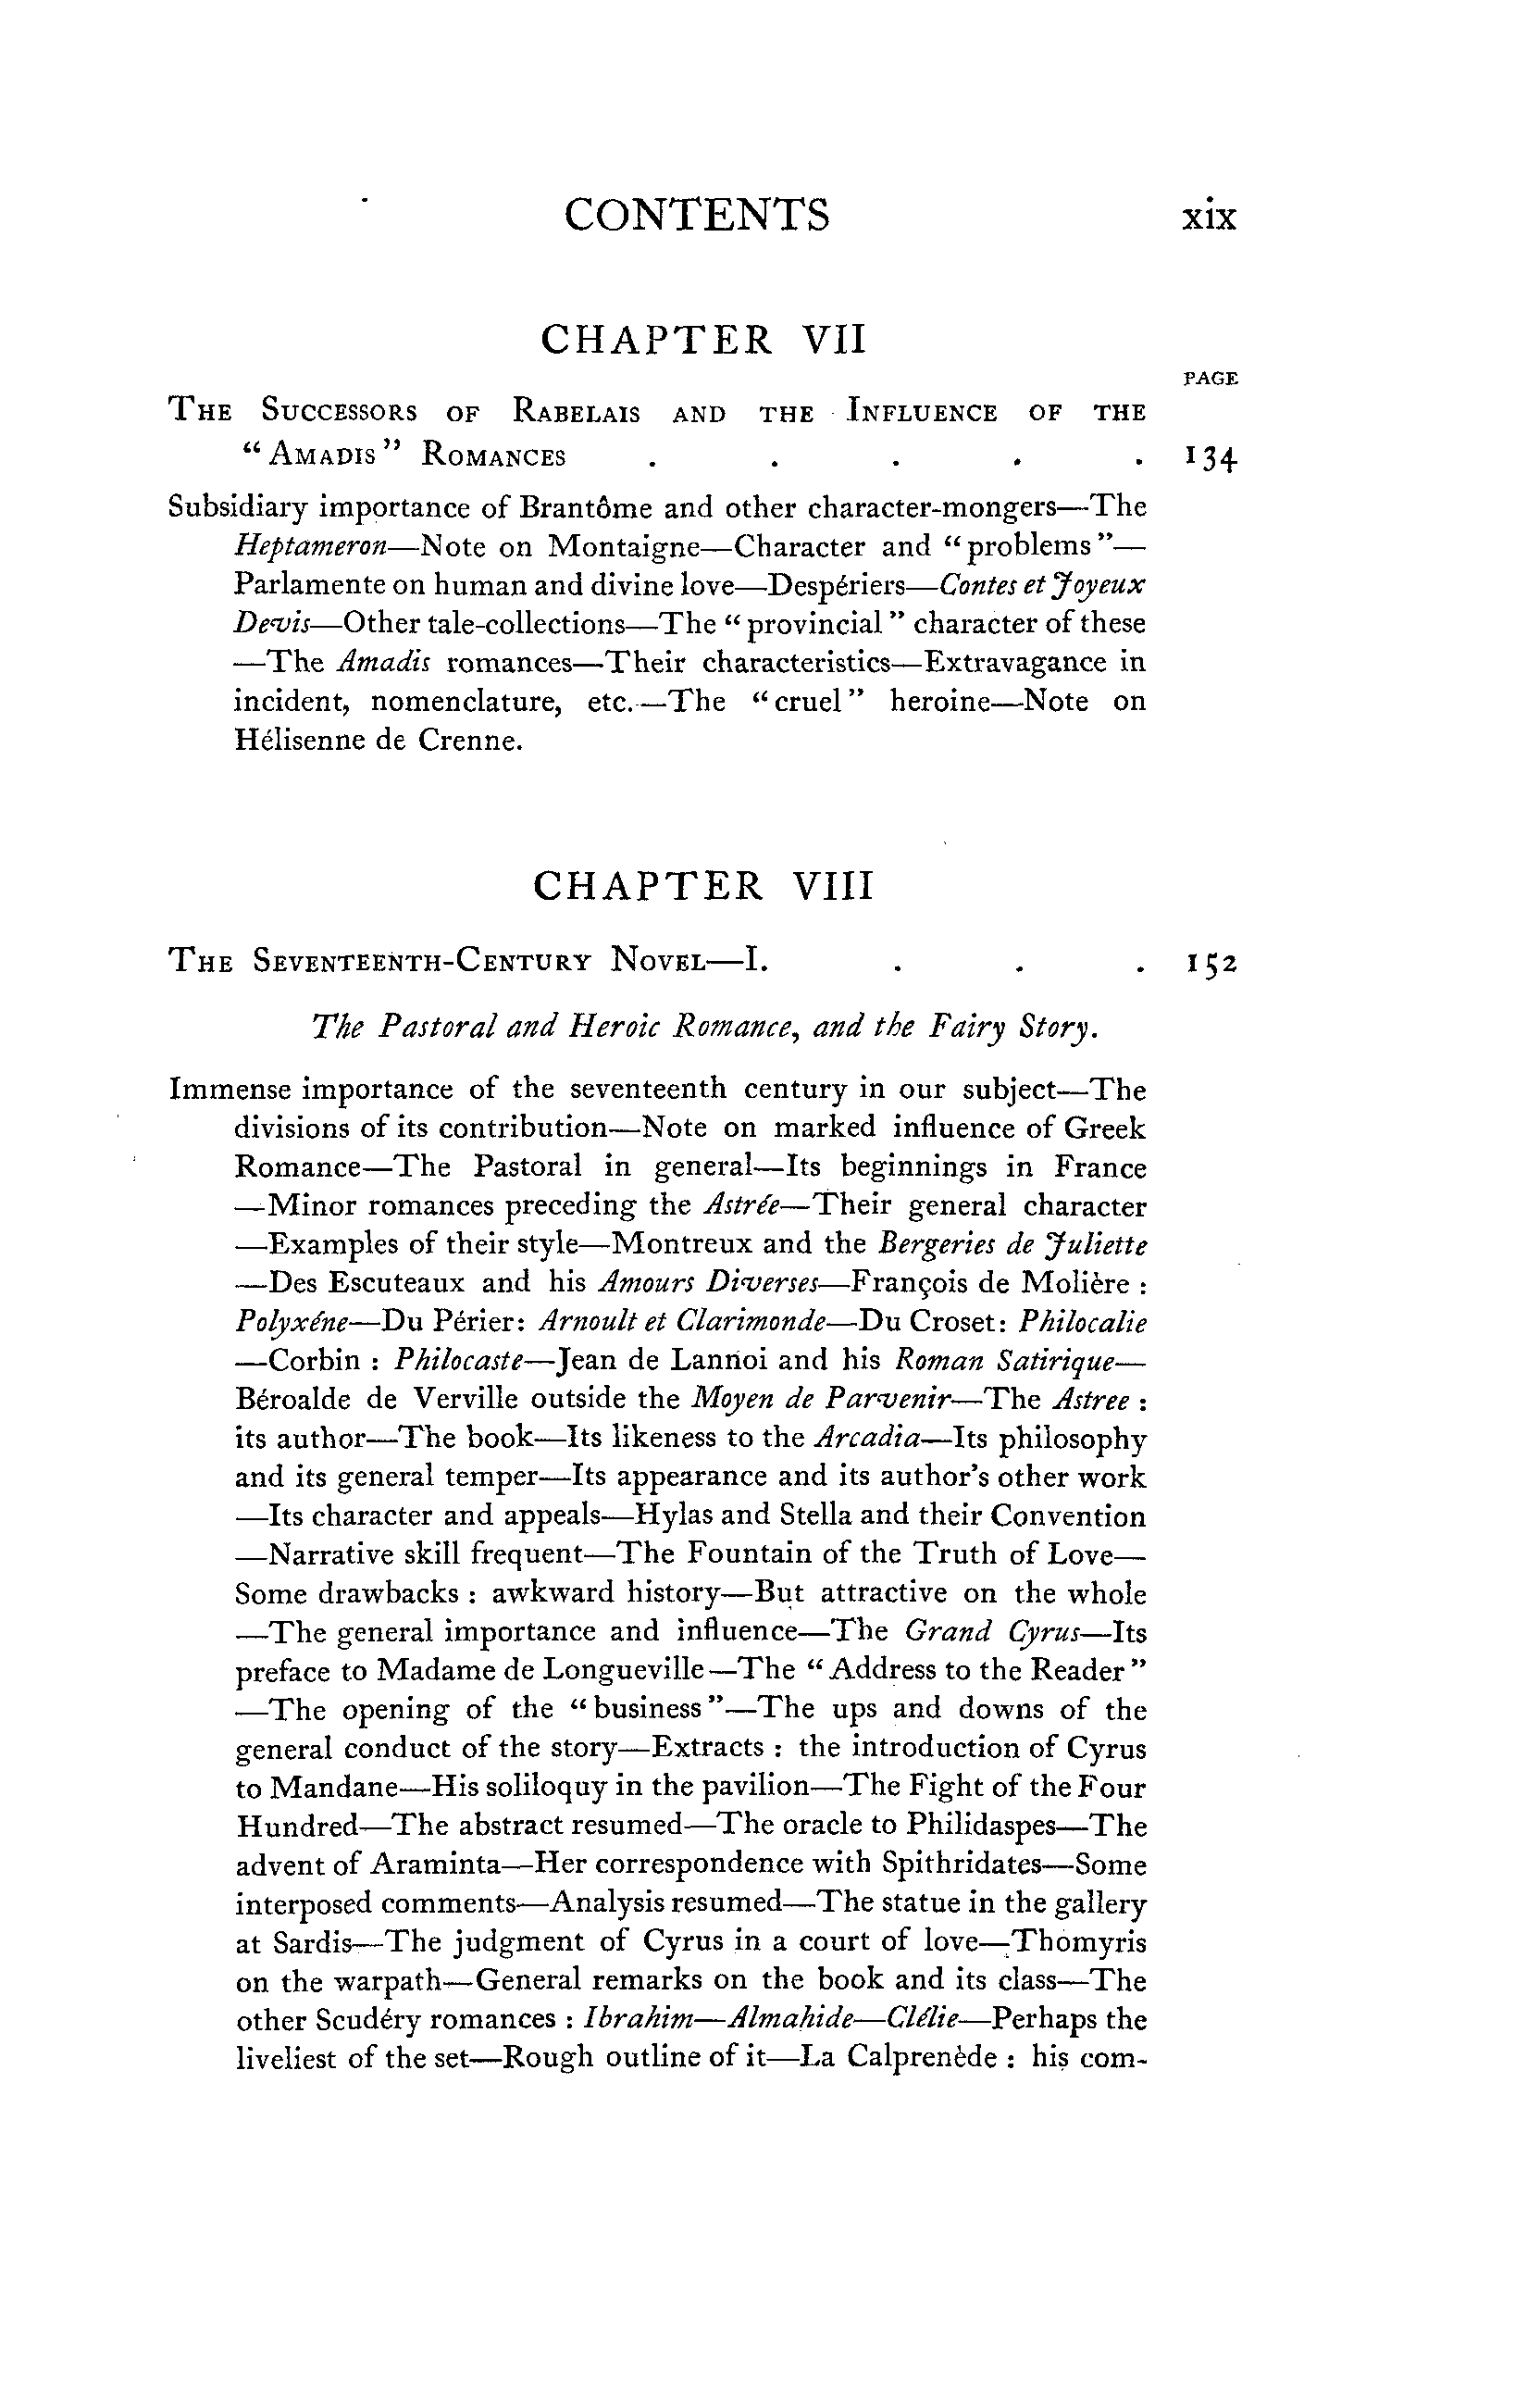 CONTENTS xix
CHAPTER VII
PAGE
THE SUCCESSORS OF RABELAIS AND THE INFLUENCE OF THE
“AMADIS” ROMANCES . . . . . 134
Subsidiary importance of Brantôme and other character-mongers—The
Heptameron—Note on Montaigne—Character and “problems”—
Parlamente on human and divine love—Despériers—Contes et Joyeux
Devis—Other tale-collections—The “provincial” character of these
—The Amadis romances—Their characteristics—Extravagance in
incident, nomenclature, etc.—The “cruel” heroine—Note on
Hélisenne de Crenne.
CHAPTER VIII
THE SEVENTEENTH-CENTURY NOVEL—I. . . . 152
The Pastoral and Heroic Romance, and the Fairy Story.
Immense importance of the seventeenth century in our subject—The
divisions of its contribution—Note on marked influence of Greek
Romance—The Pastoral in general—Its beginnings in France
—Minor romances preceding the Astrée—Their general character
—Examples of their style—Montreux and the Bergeries de Juliette
—Des Escuteaux and his Amours Diverses—François de Molière :
Polyxéne—Du Périer: Arnoult et Clarimonde—Du Croset: Philocalie
—Corbin : Philocaste—Jean de Lannoi and his Roman Satirique—
Béroalde de Verville outside the Moyen de Parvenir—The Astree :
its author—The book—Its likeness to the Arcadia—Its philosophy
and its general temper—Its appearance and its author's other work
—Its character and appeals—Hylas and Stella and their Convention
—Narrative skill frequent—The Fountain of the Truth of Love—
Some drawbacks : awkward history—But attractive on the whole
—The general importance and influence—The Grand Cyrus—Its
preface to Madame de Longueville—The “Address to the Reader”
—The opening of the “business”—The ups and downs of the
general conduct of the story—Extracts : the introduction of Cyrus
to Mandane—His soliloquy in the pavilion—The Fight of the Four
Hundred—The abstract resumed—The oracle to Philidaspes—The
advent of Araminta—Her correspondence with Spithridates—Some
interposed comments—Analysis resumed—The statue in the gallery
at Sardis—The judgment of Cyrus in a court of love—Thomyris
on the warpath—General remarks on the book and its class—The
other Scudéry romances : Ibrahim—Almahide—Clélie—Perhaps the
liveliest of the set—Rough outline of it—La Calprenède : his com-